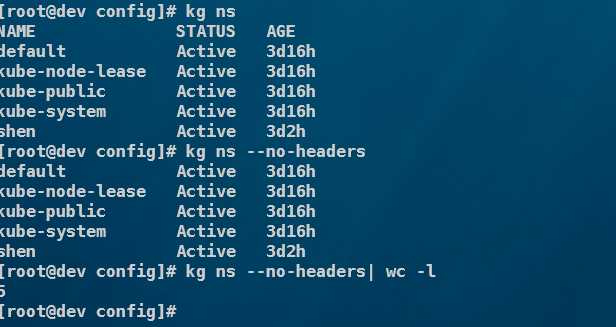 [root@dev config]# kg ns
NAME STATUS AGE
default Active 3d16h
kube-node-lease Active 3d16h
kube-public Active 3d16h
kube-system Active 3d16h
shen Active 3d2h
[root@dev config]# kg ns --no-headers
default Active 3d16h
kube-node-lease Active 3d16h
kube-public Active 3d16h
kube-system Active 3d16h
shen Active 3d2h
[root@dev config]# kg ns --no-headers| wc -l
5
[root@dev config]#